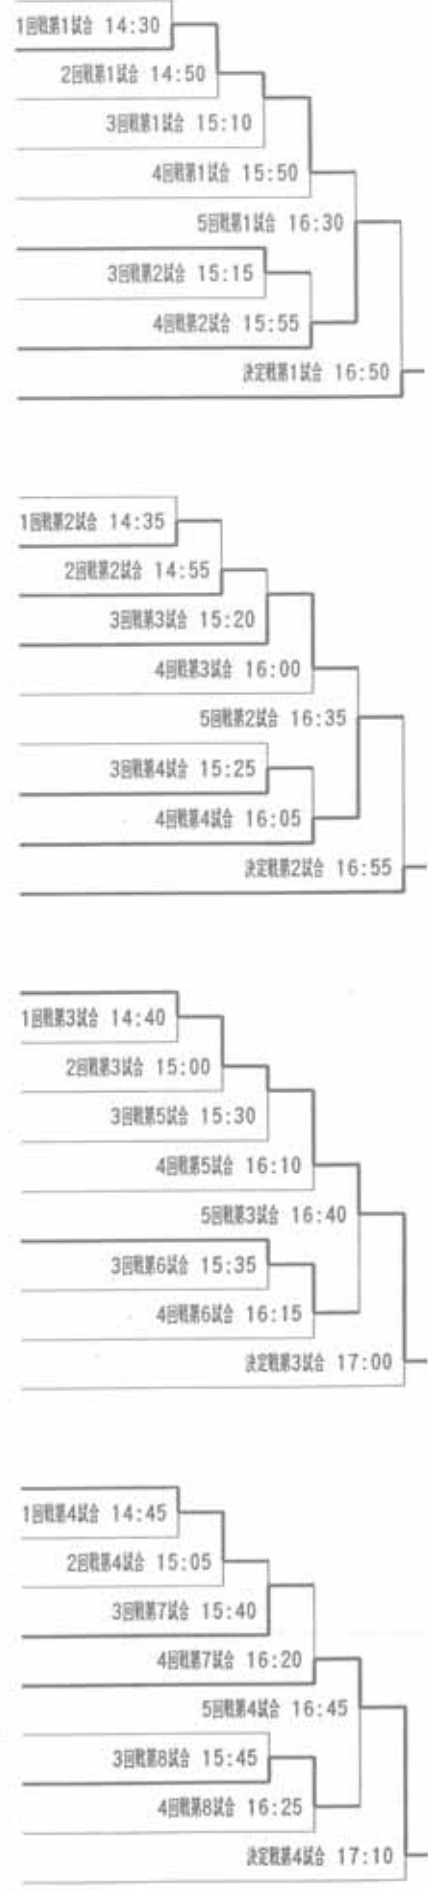 1回戦第1試合 14:30
2回戦第1試合 14:50
3回戦第1試合 15:10
4回戦第1試合 15:50
5回戦第1試合 16:30
3回戦第2試合 15:15
4回戦第2試合 15:55
決定戦第1試合 16:50
1回戦第2試合 14:35
2回戦第2試合 14:55
3回戦第3試合 15:20
4回戦第3試合 16:00
5回戦第2試合 16:35
3回戦第4試合 15:25
4回戦第4試合 16:05
決定戦第2試合 16:55
1回戦第3試合 14:40
2回戦第3試合 15:00
3回戦第5試合 15:30
4回戦第5試合 16:10
5回戦第3試合 16:40
3回戦第6試合 15:35
4回戦第6試合 16:15
決定戦第3試合 17:00
1回戦第4試合 14:45
2回戦第4試合 15:05
3回戦第7試合 15:40
4回戦第7試合 16:20
5回戦第4試合 16:45
3回戦第8試合 15:45
4回戦第8試合 16:25
決定戦第4試合 17:10